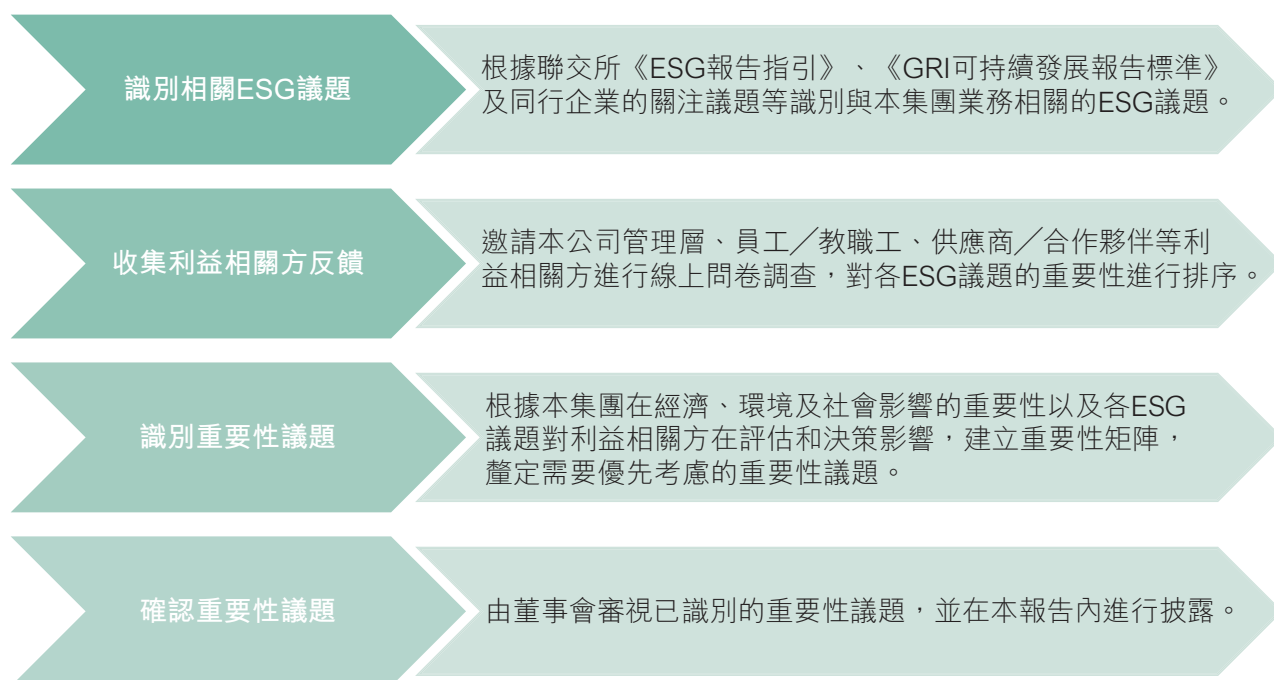 識別相關ESG議題
根據聯交所《ESG報告指引》、《GRI可持續發展報告標準》
及同行企業的關注議題等識別與本集團業務相關的ESG議題。
收集利益相關方反饋
邀請本公司管理層、員工／教職工、供應商／合作夥伴等利
益相關方進行線上問卷調查，對各ESG議題的重要性進行排序。
識別重要性議題
根據本集團在經濟、環境及社會影響的重要性以及各ESG
議題對利益相關方在評估和決策影響，建立重要性矩陣，
釐定需要優先考慮的重要性議題。
確認重要性議題
由董事會審視已識別的重要性議題，並在本報告內進行披露。